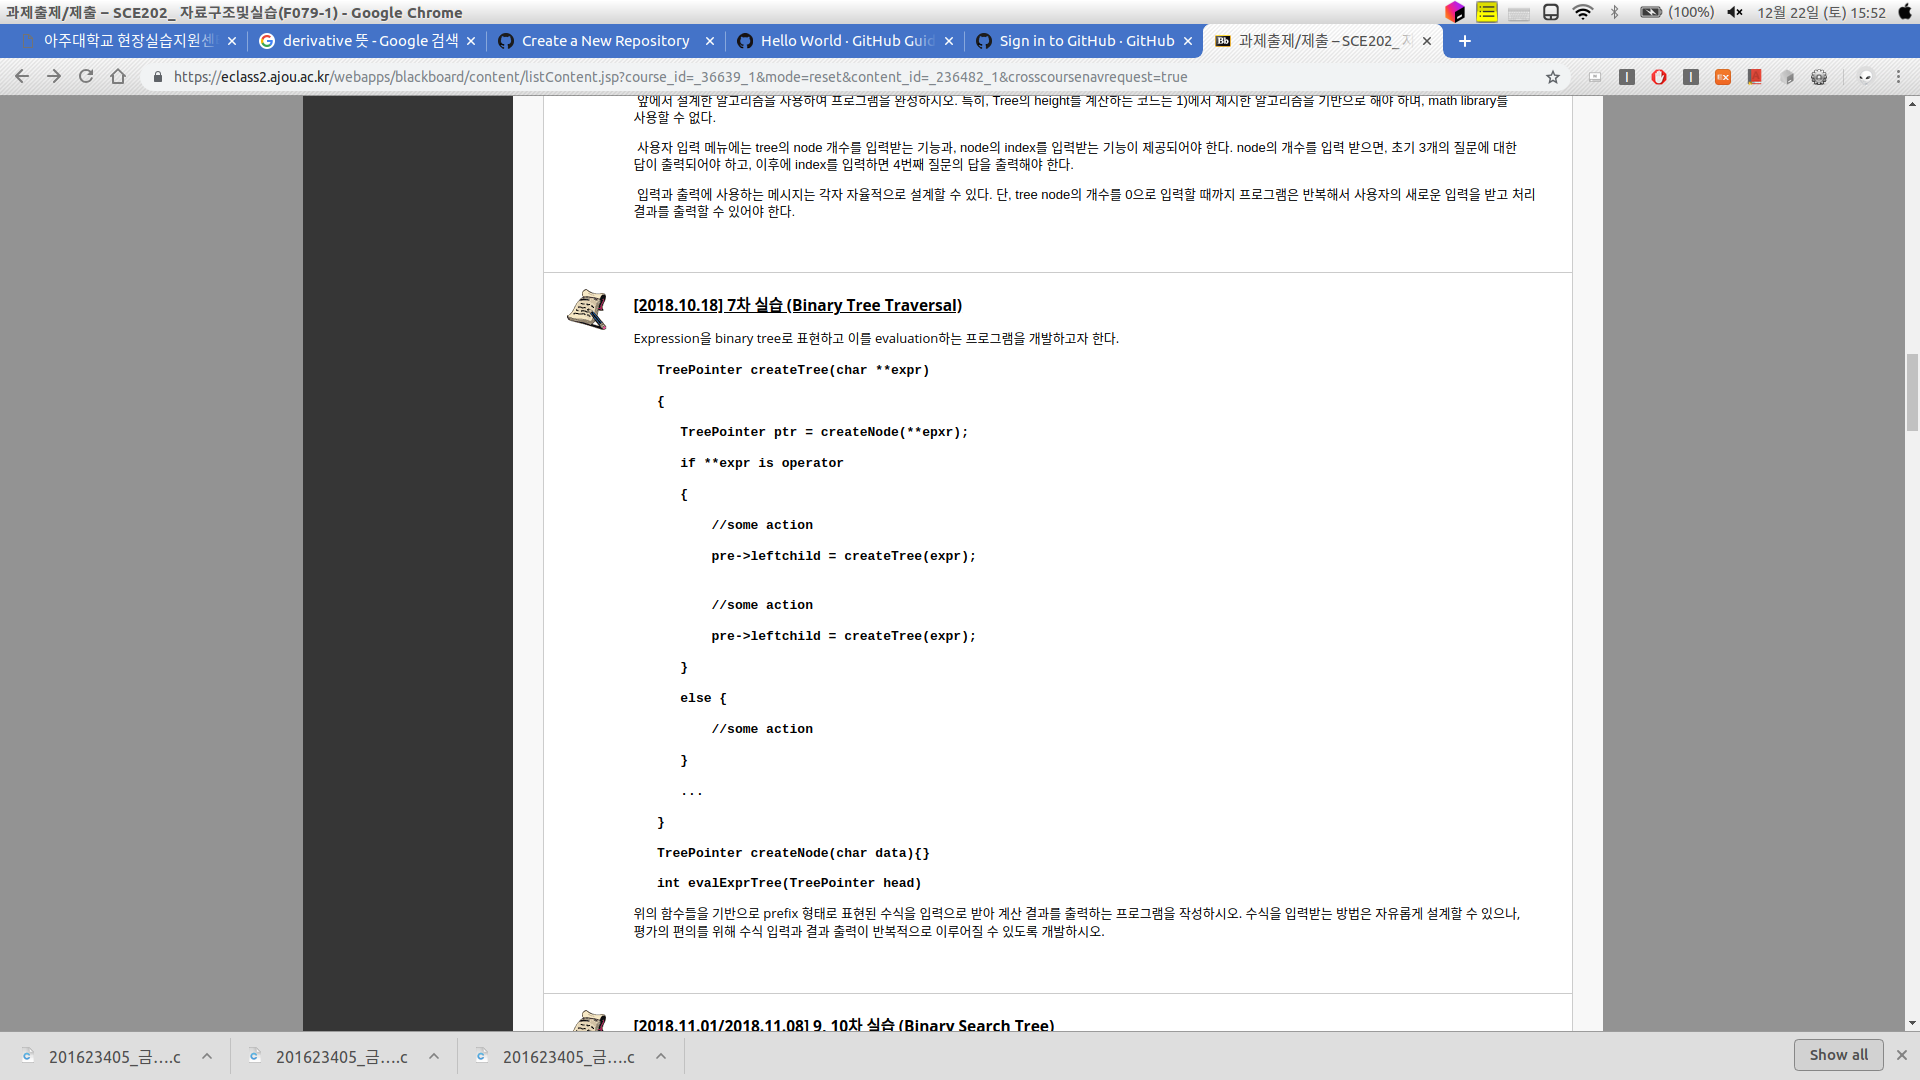 과제출제/제출 – SCE202_ 자료구조및실습(F079-1) - Google Chrome
(100%)
12월 22일 (토) 15:52
아주대학교 현장실습지원센
derivative 뜻 - Google 검색
Create a New Repository
Hello World · GitHub Guid
Sign in to GitHub · GitHub
Bb 과제출제/제출 – SCE202_
https://eclass2.ajou.ac.kr/webapps/blackboard/content/listContent.jsp?course_id=_36639_1&mode=reset&content_id=_236482_1&crosscoursenavrequest=true
앞에서 설계한 알고리즘을 사용하여 프로그램을 완성하시오. 특히, Tree의 height를 계산하는 코드는 1)에서 제시한 알고리즘을 기반으로 해야 하며, math library를
사용할 수 없다.
사용자 입력 메뉴에는 tree의 node 개수를 입력받는 기능과, node의 index를 입력받는 기능이 제공되어야 한다. node의 개수를 입력 받으면, 초기 3개의 질문에 대한
답이 출력되어야 하고, 이후에 index를 입력하면 4번째 질문의 답을 출력해야 한다.
입력과 출력에 사용하는 메시지는 각자 자율적으로 설계할 수 있다. 단, tree node의 개수를 0으로 입력할 때까지 프로그램은 반복해서 사용자의 새로운 입력을 받고 처리
결과를 출력할 수 있어야 한다.
[2018.10.18] 7차 실습 (Binary Tree Traversal)
Expression을 binary tree로 표현하고 이를 evaluation하는 프로그램을 개발하고자 한다.
TreePointer createTree(char **expr)
{
TreePointer ptr = createNode(**epxr);
if **expr is operator
{
//some action
pre->leftchild = createTree(expr);
//some action
pre->leftchild = createTree(expr);
}
else {
//some action
}
...
}
TreePointer createNode(char data){}
int evalExprTree(TreePointer head)
위의 함수들을 기반으로 prefix 형태로 표현된 수식을 입력으로 받아 계산 결과를 출력하는 프로그램을 작성하시오. 수식을 입력받는 방법은 자유롭게 설계할 수 있으나,
평가의 편의를 위해 수식 입력과 결과 출력이 반복적으로 이루어질 수 있도록 개발하시오.
[2018.11.01/2018.11.08] 9, 10차 실습 (Binary Search Tree)
201623405_금....c
201623405_금....c
201623405_금....c
Show all